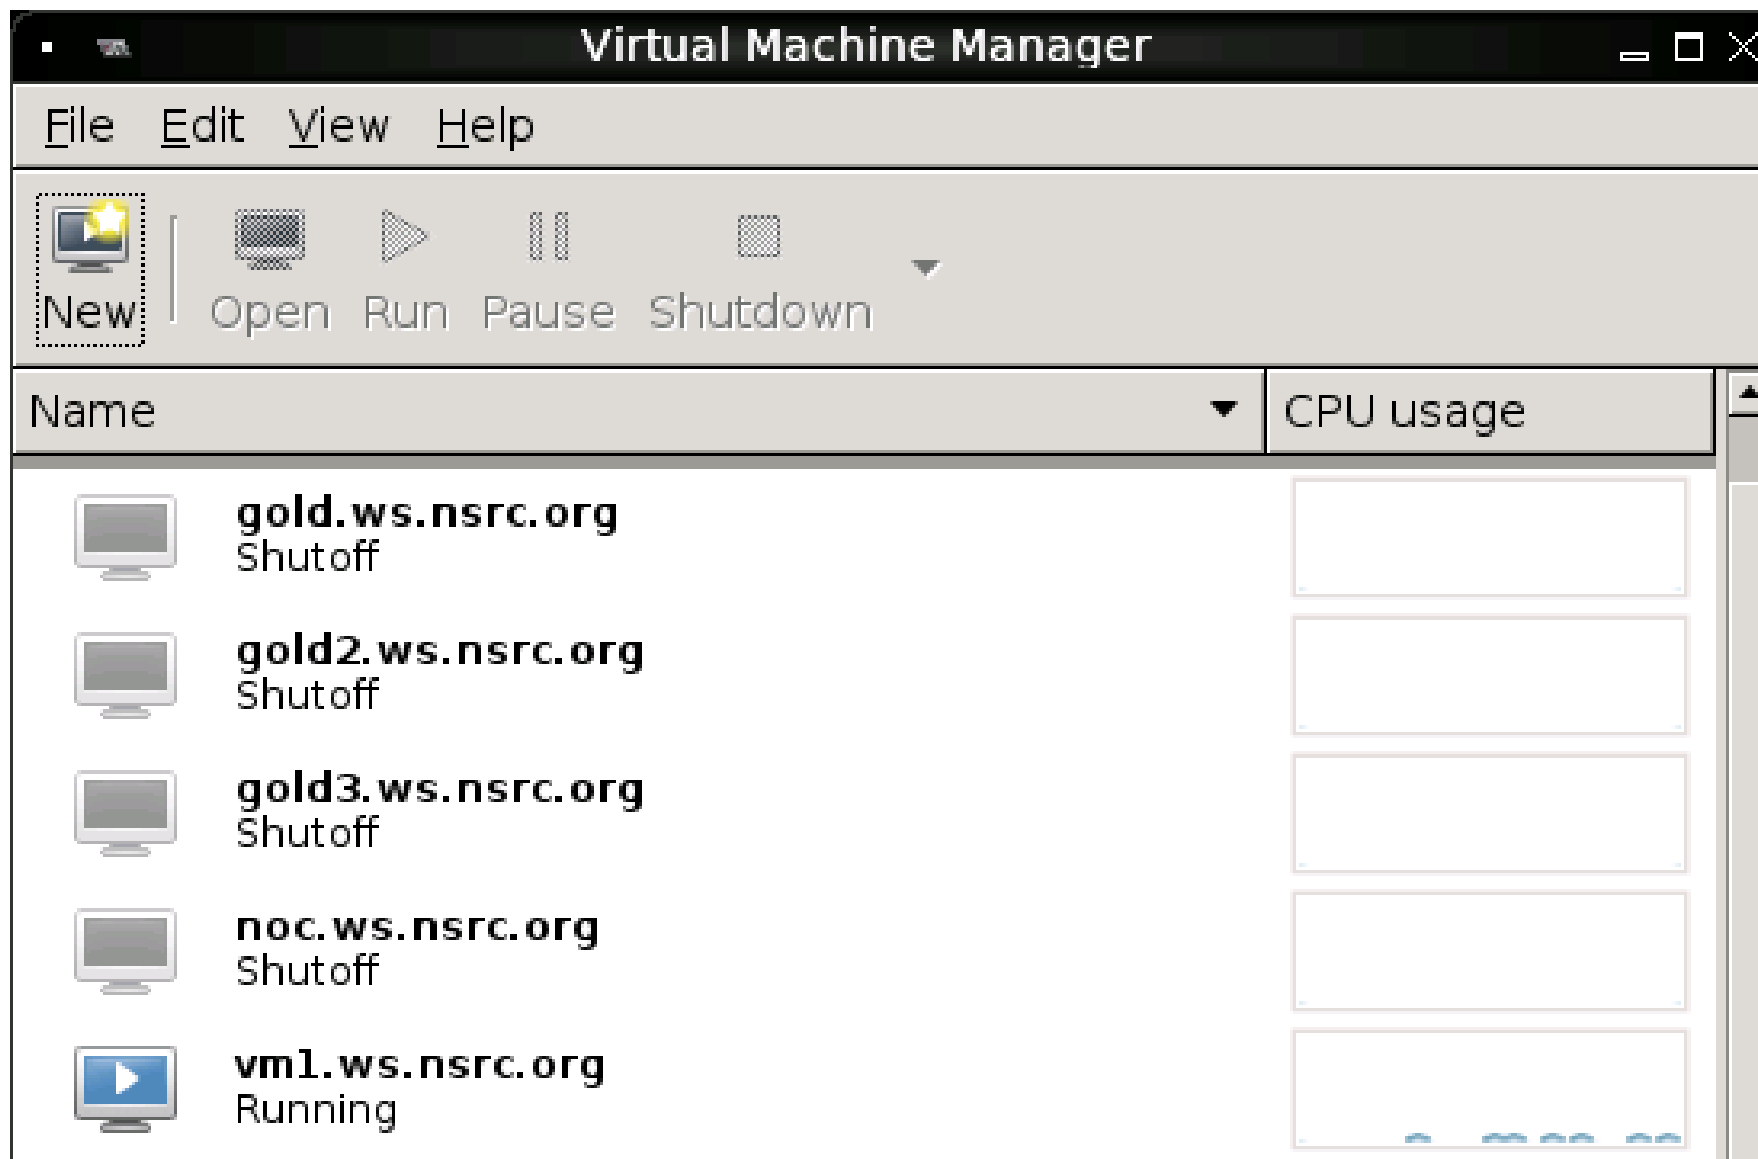 Virtual Machine Manager
File Edit View Help
New Open Run Pause Shutdown
Name CPU usage
gold.ws.nsrc.org
Shutoff
gold2.ws.nsrc.org
Shutoff
gold3.ws.nsrc.org
Shutoff
noc.ws.nsrc.org
Shutoff
vm1.ws.nsrc.org
Running